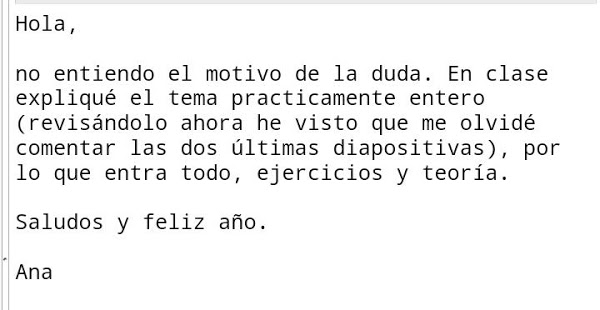 Hola,
no entiendo el motivo de la duda. En clase
expliqué el tema practicamente entero
(revisándolo ahora he visto que me olvidé
comentar las dos últimas diapositivas), por
lo que entra todo, ejercicios y teoría.
Saludos y feliz año.
Ana